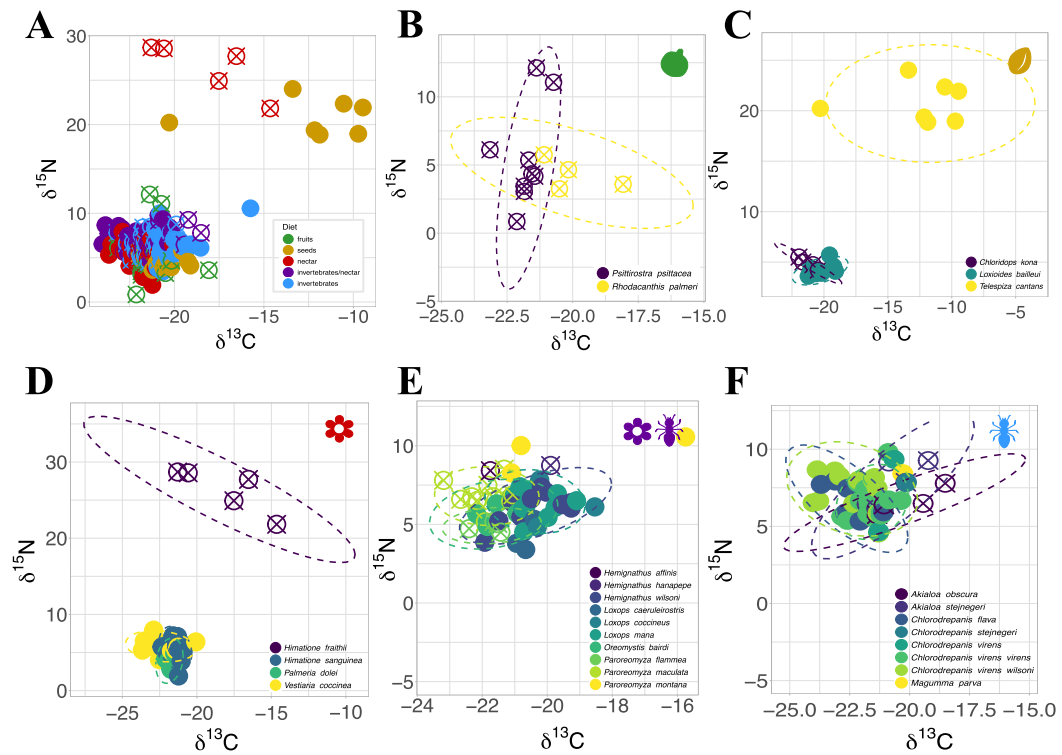 A
30
20
10
0
δ15N
−20
−15
−10
δ13C
Diet
fruits
seeds
nectar
invertebrates/nectar
invertebrates
B
10
5
0
−5
δ15N
−25.0
−22.5
−20.0
−17.5
−15.0
δ13C
Psittirostra psittacea
Rhodacanthis palmeri
C
20
10
0
δ15N
−20
−15
−10
−5
δ13C
Chloridops kona
Loxioides bailleui
Telespiza cantans
D
30
20
10
0
δ15N
−25
−20
−15
−10
δ13C
Himatione fraithii
Himatione sanguinea
Palmeria dolei
Vestiaria coccinea
E
10
5
0
−5
δ15N
−24
−22
−20
−18
−16
δ13C
Hemignathus affinis
Hemignathus hanapepe
Hemignathus wilsoni
Loxops caeruleirostris
Loxops coccineus
Loxops mana
Oreomystis bairdi
Paroreomyza flammea
Paroreomyza maculata
Paroreomyza montana
F
10
5
0
−5
δ15N
−25.0
−22.5
−20.0
−17.5
−15.0
δ13C
Akialoa obscura
Akialoa stejnegeri
Chlorodrepanis flava
Chlorodrepanis stejnegeri
Chlorodrepanis virens
Chlorodrepanis virens virens
Chlorodrepanis virens wilsoni
Magumma parva